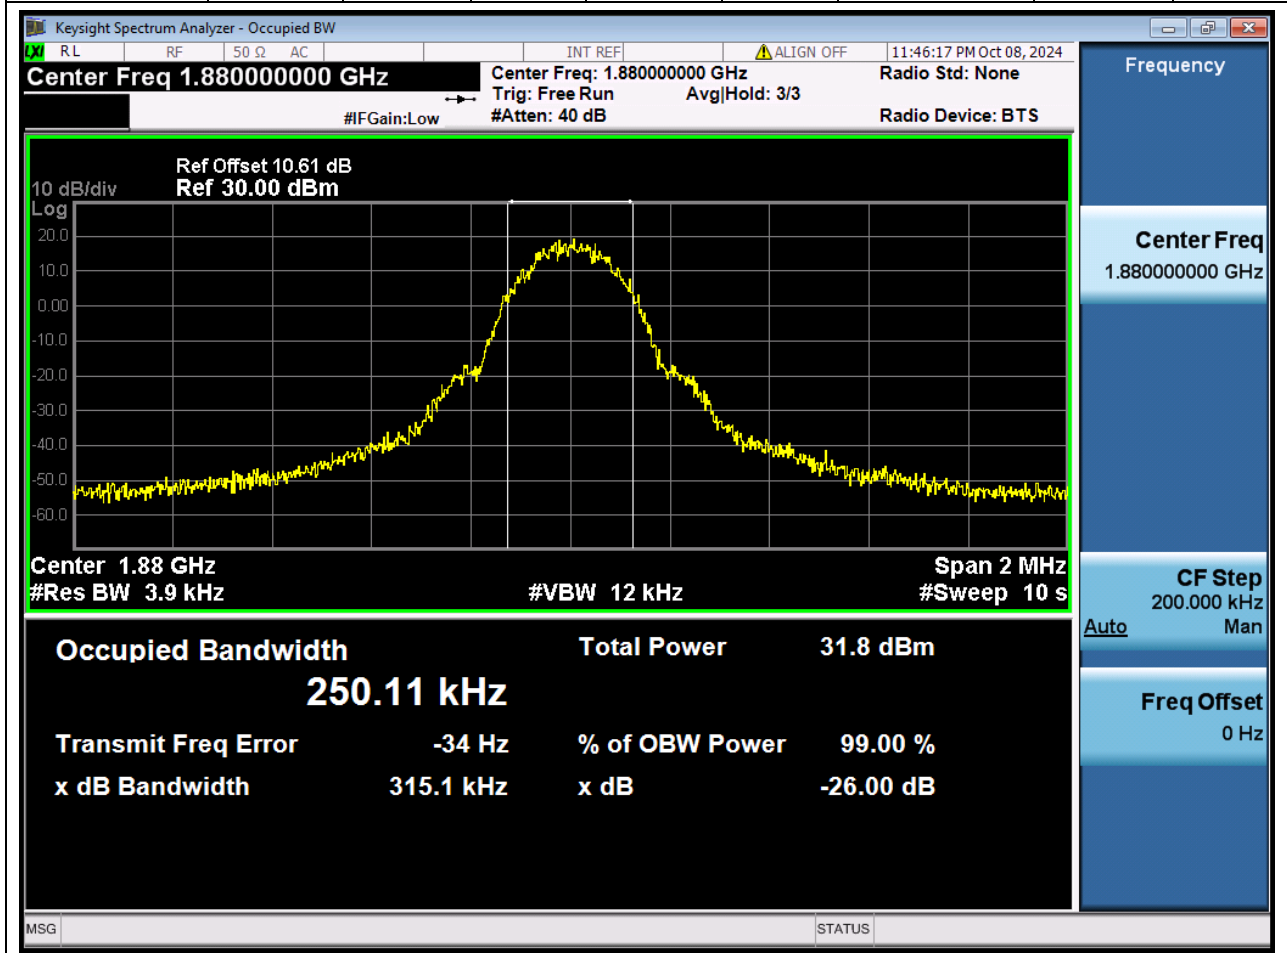 Keysight Spectrum Analyzer - Occupied BW
LXI RL RF 50 Ω AC INT REF ALIGN OFF 11:46:17 PM Oct 08, 2024
Center Freq 1.880000000 GHz
Center Freq: 1.880000000 GHz
Radio Std: None
Trig: Free Run Avg|Hold: 3/3
#IFGain:Low
#Atten: 40 dB
Radio Device: BTS
Ref Offset 10.61 dB
10 dB/div Ref 30.00 dBm
Log
20.0
10.0
0.00
-10.0
-20.0
-30.0
-40.0
-50.0
-60.0
Center 1.88 GHz Span 2 MHz
#Res BW 3.9 kHz #VBW 12 kHz #Sweep 10 s
Occupied Bandwidth Total Power 31.8 dBm
250.11 kHz
Transmit Freq Error -34 Hz % of OBW Power 99.00 %
x dB Bandwidth 315.1 kHz x dB -26.00 dB
MSG STATUS
Frequency
Center Freq
1.880000000 GHz
CF Step
200.000 kHz
Auto Man
Freq Offset
0 Hz